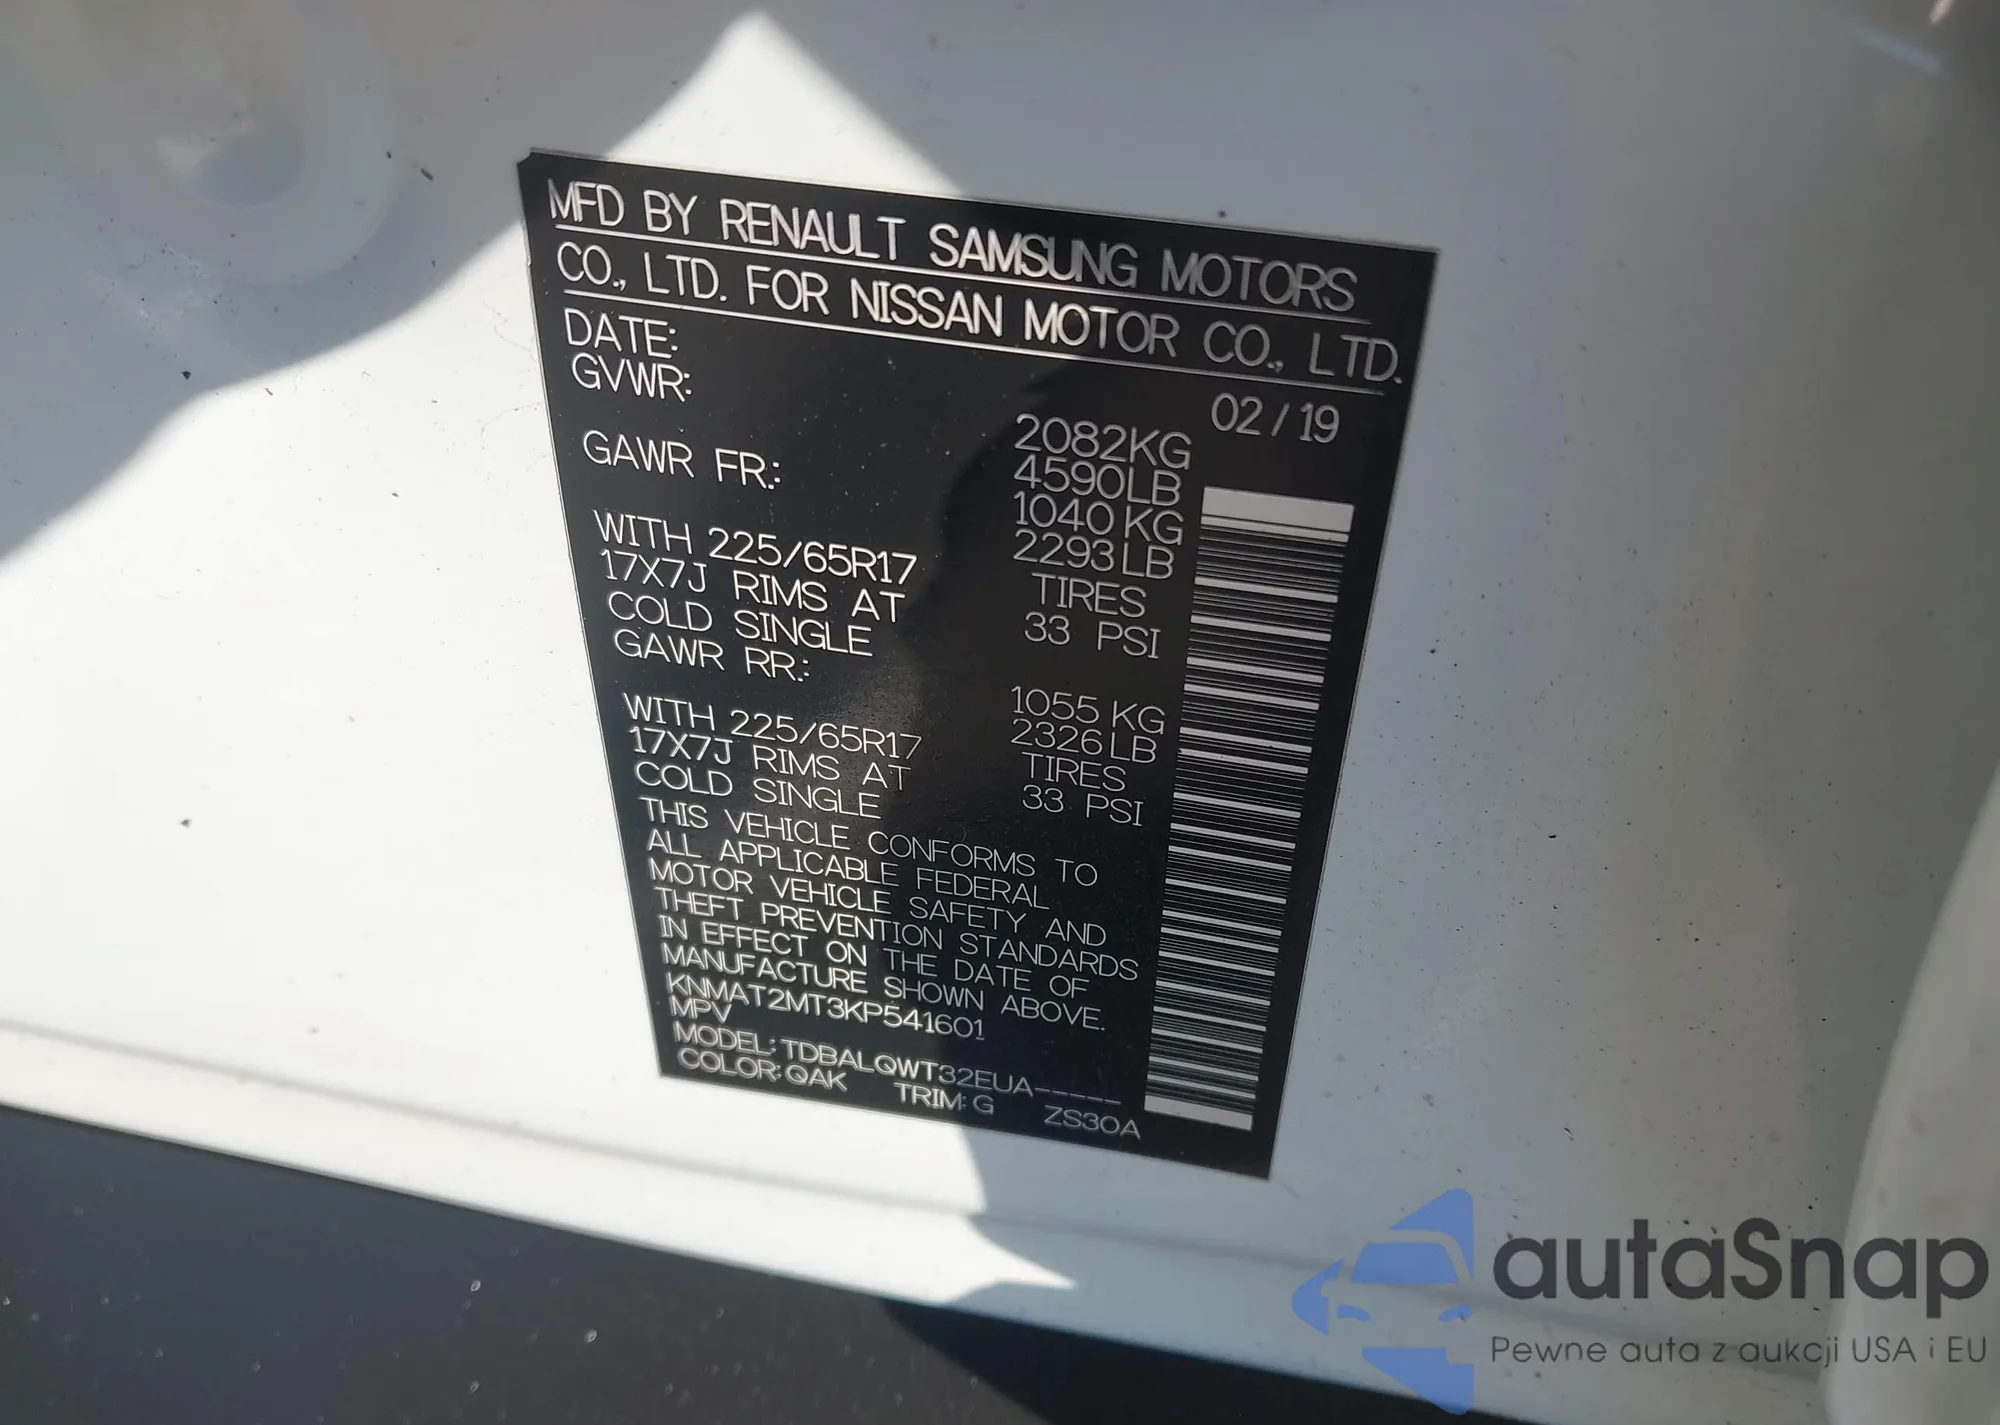 MFD BY RENAULT SAMSUNG MOTORS
CO., LTD. FOR NISSAN MOTOR CO., LTD.
DATE: 02 / 19
GVWR: 2082KG
4590LB
GAWR FR.: 1040 KG
2293 LB
WITH 225/65R17 TIRES
17X7J RIMS AT 33 PSI
COLD SINGLE
GAWR RR.: 1055 KG
2326 LB
WITH 225/65R17 TIRES
17X7J RIMS AT 33 PSI
COLD SINGLE
THIS VEHICLE CONFORMS TO
ALL APPLICABLE FEDERAL
MOTOR VEHICLE SAFETY AND
THEFT PREVENTION STANDARDS
IN EFFECT ON THE DATE OF
MANUFACTURE SHOWN ABOVE.
KNMAT2MT3KP541601
MPV
MODEL: TDBALQWT32EUA-----
COLOR: QAK TRIM: G ZS30A
autaSnap
Pewne auta z aukcji USA i EU